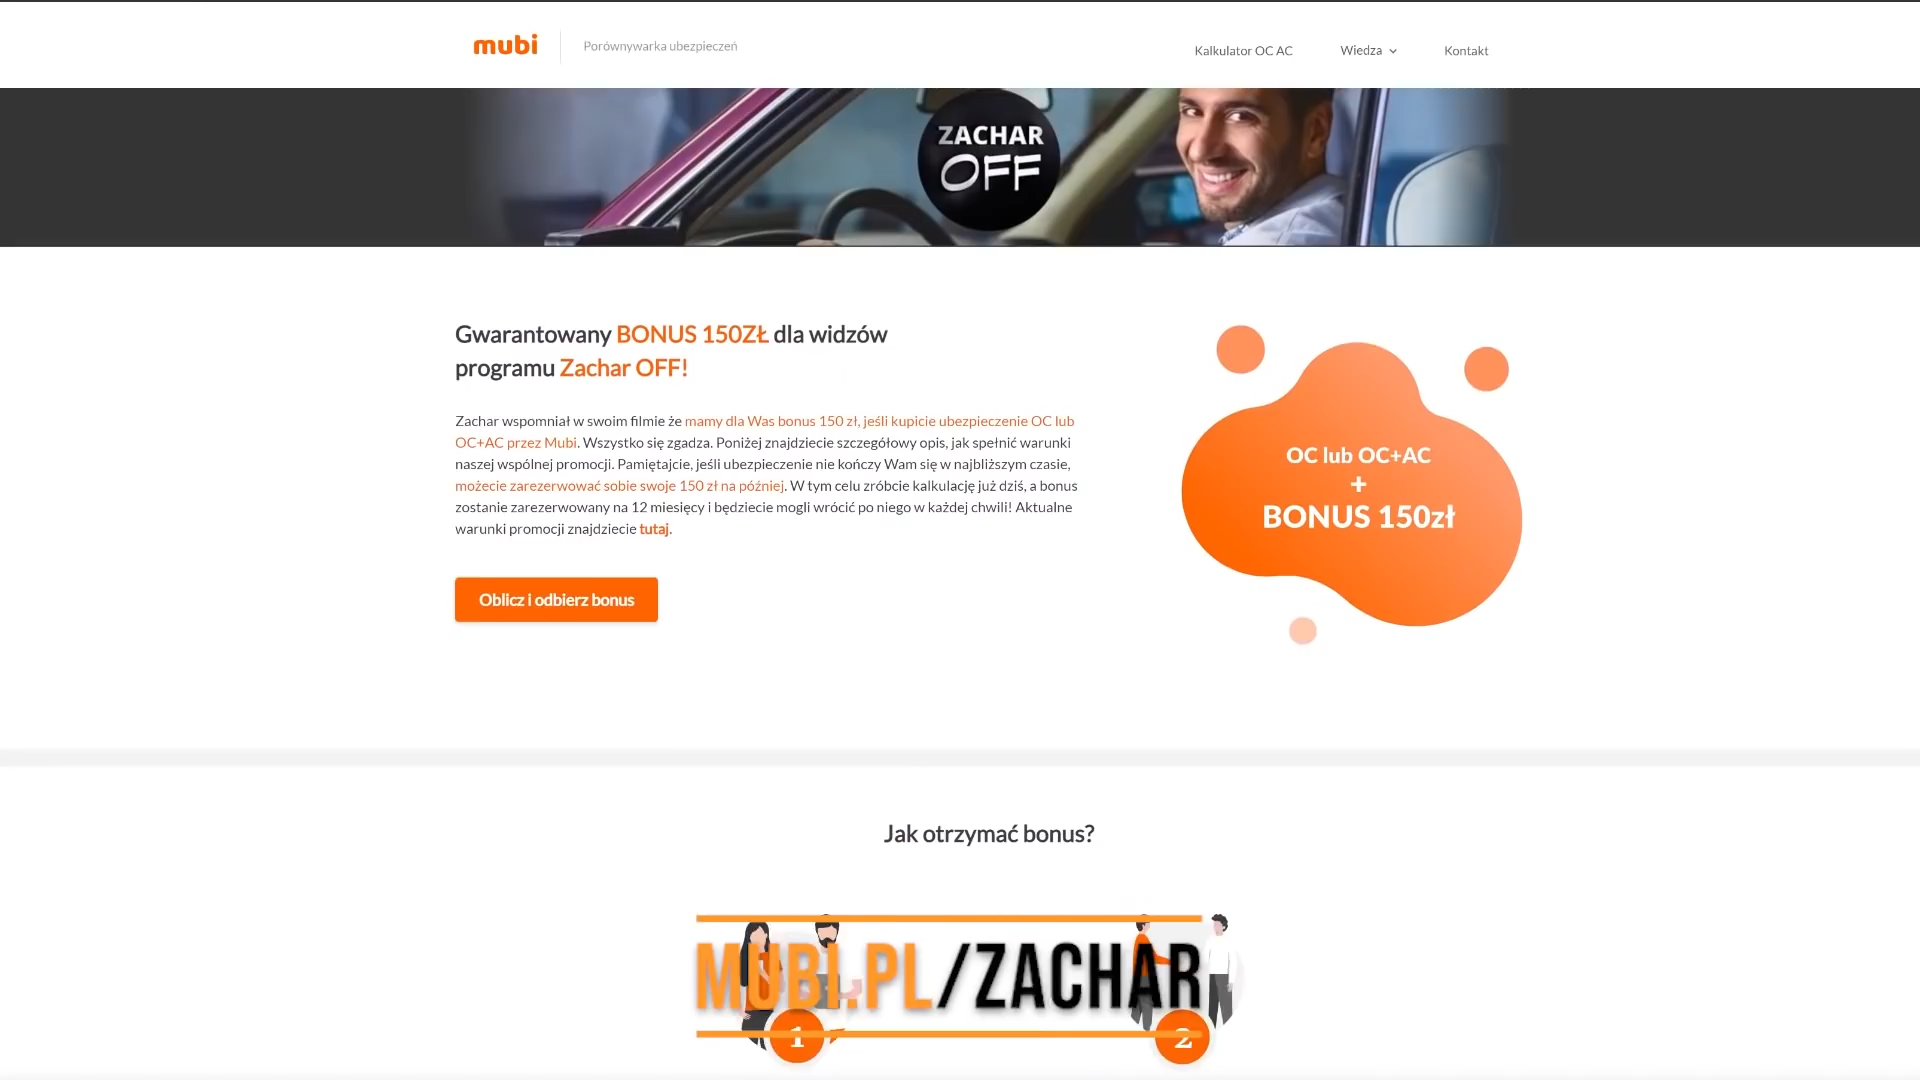 mubi
Porównywarka ubezpieczeń
Kalkulator OC AC
Wiedza
Kontakt
ZACHAR
OFF
Gwarantowany BONUS 150ZŁ dla widzów
programu Zachar OFF!
Zachar wspomniał w swoim filmie że mamy dla Was bonus 150 zł, jeśli kupicie ubezpieczenie OC lub
OC+AC przez Mubi. Wszystko się zgadza. Poniżej znajdziecie szczegółowy opis, jak spełnić warunki
naszej wspólnej promocji. Pamiętajcie, jeśli ubezpieczenie nie kończy Wam się w najbliższym czasie,
możecie zarezerwować sobie swoje 150 zł na później. W tym celu zróbcie kalkulację już dziś, a bonus
zostanie zarezerwowany na 12 miesięcy i będziecie mogli wrócić po niego w każdej chwili! Aktualne
warunki promocji znajdziecie tutaj.
Oblicz i odbierz bonus
OC lub OC+AC
+
BONUS 150zł
Jak otrzymać bonus?
MUBI.PL/ZACHAR
1
2